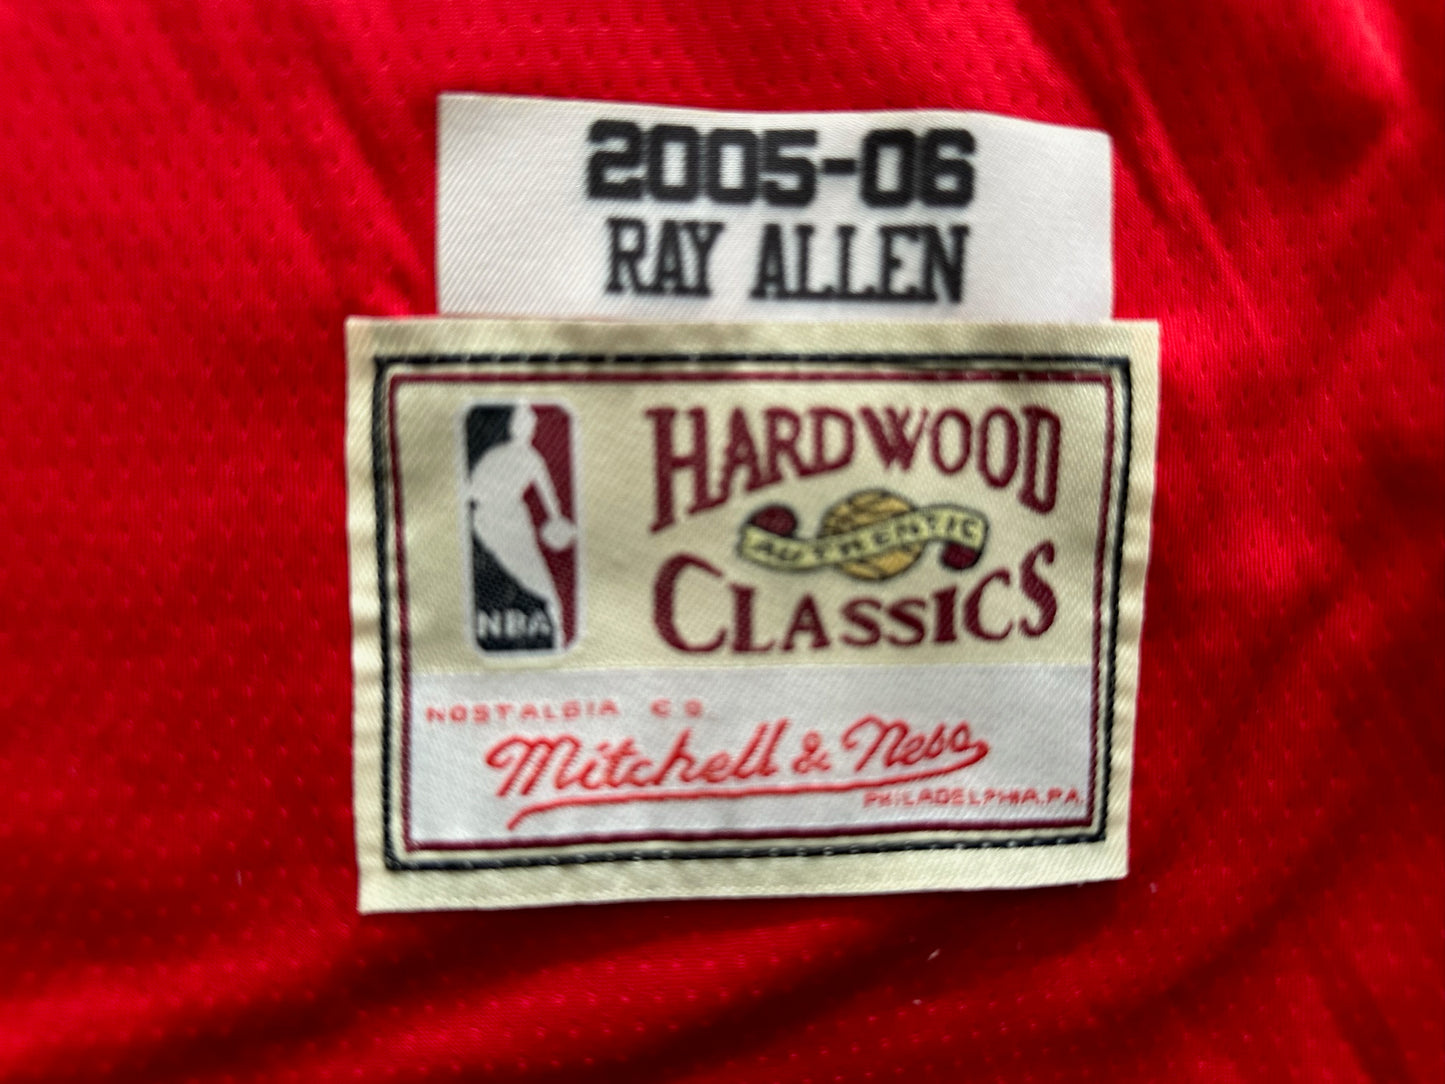 2005-06
RAY ALLEN
HARDWOOD
AUTHENTIC
CLASSICS
NBA
NOSTALGIA CO.
Mitchell & Ness
PHILADELPHIA, PA.